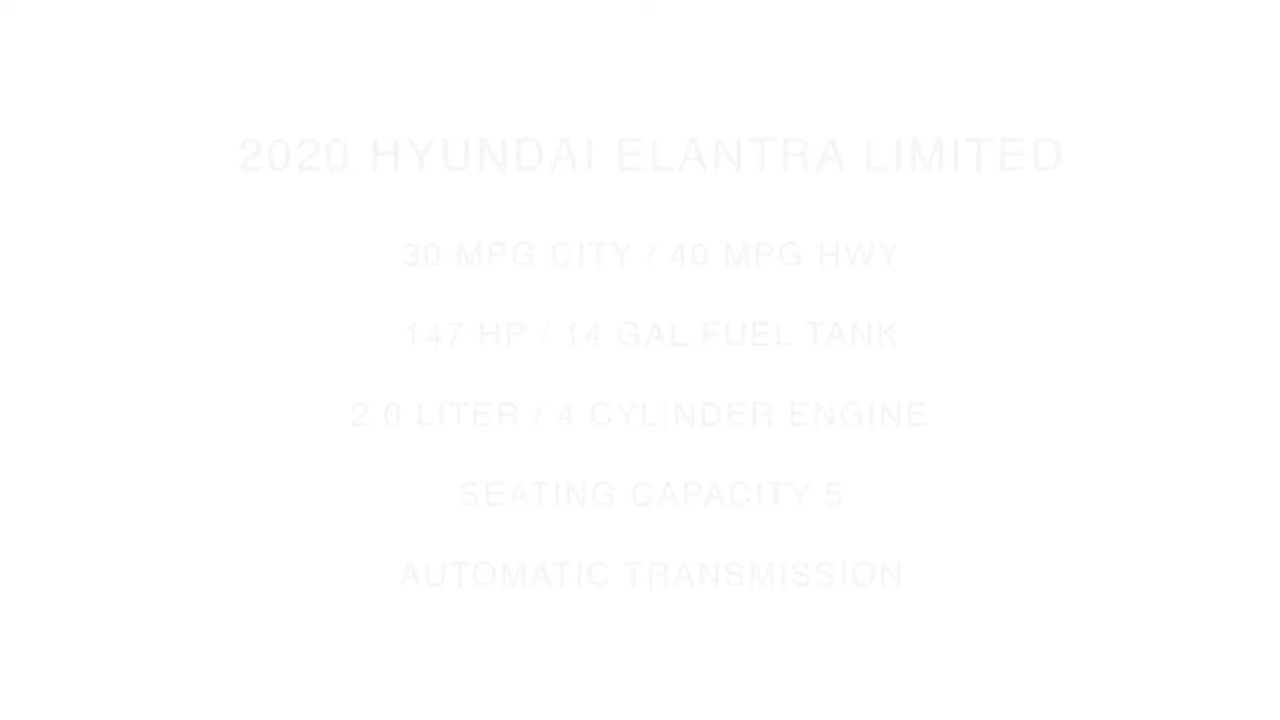 2020 HYUNDAI ELANTRA LIMITED
30 MPG CITY / 40 MPG HWY
147 HP / 14 GAL FUEL TANK
2.0 LITER / 4 CYLINDER ENGINE
SEATING CAPACITY 5
AUTOMATIC TRANSMISSION